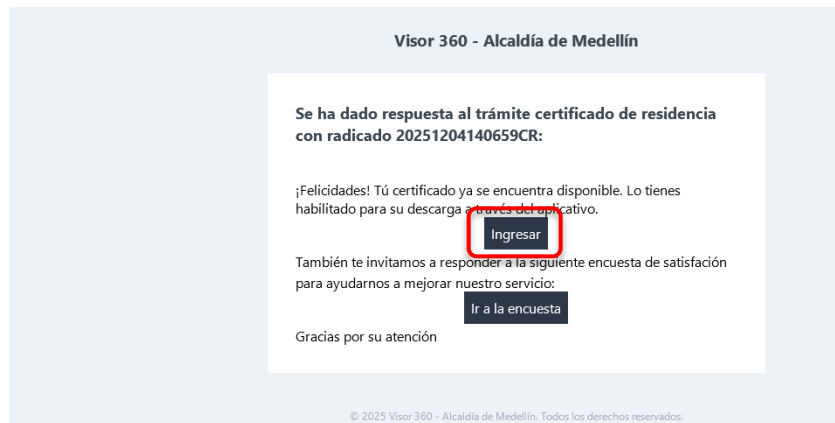 Visor 360 - Alcaldía de Medellín
Se ha dado respuesta al trámite certificado de residencia
con radicado 20251204140659CR:
¡Felicidades! Tú certificado ya se encuentra disponible. Lo tienes
habilitado para su descarga a través del aplicativo.
Ingresar
También te invitamos a responder a la siguiente encuesta de satisfacción
para ayudarnos a mejorar nuestro servicio:
Ir a la encuesta
Gracias por su atención
© 2025 Visor 360 - Alcaldía de Medellín. Todos los derechos reservados.